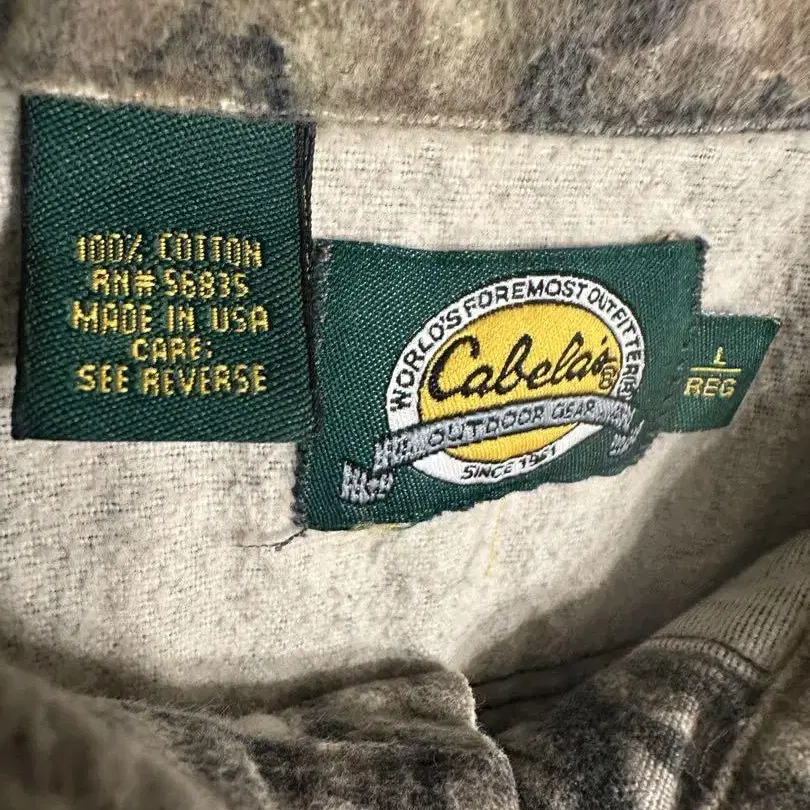 100% COTTON
RN# 56835
MADE IN USA
CARE:
SEE REVERSE
WORLD'S FOREMOST OUTFITTER®
Cabela's®
OUTDOOR GEAR
SINCE 1961
L
REG